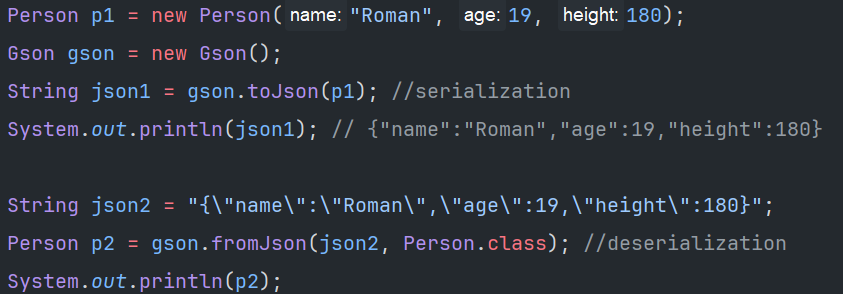 Person p1 = new Person( name: "Roman", age: 19, height: 180);
Gson gson = new Gson();
String json1 = gson.toJson(p1); //serialization
System.out.println(json1); // {"name":"Roman","age":19,"height":180}
String json2 = "{\"name\":\"Roman\",\"age\":19,\"height\":180}";
Person p2 = gson.fromJson(json2, Person.class); //deserialization
System.out.println(p2);